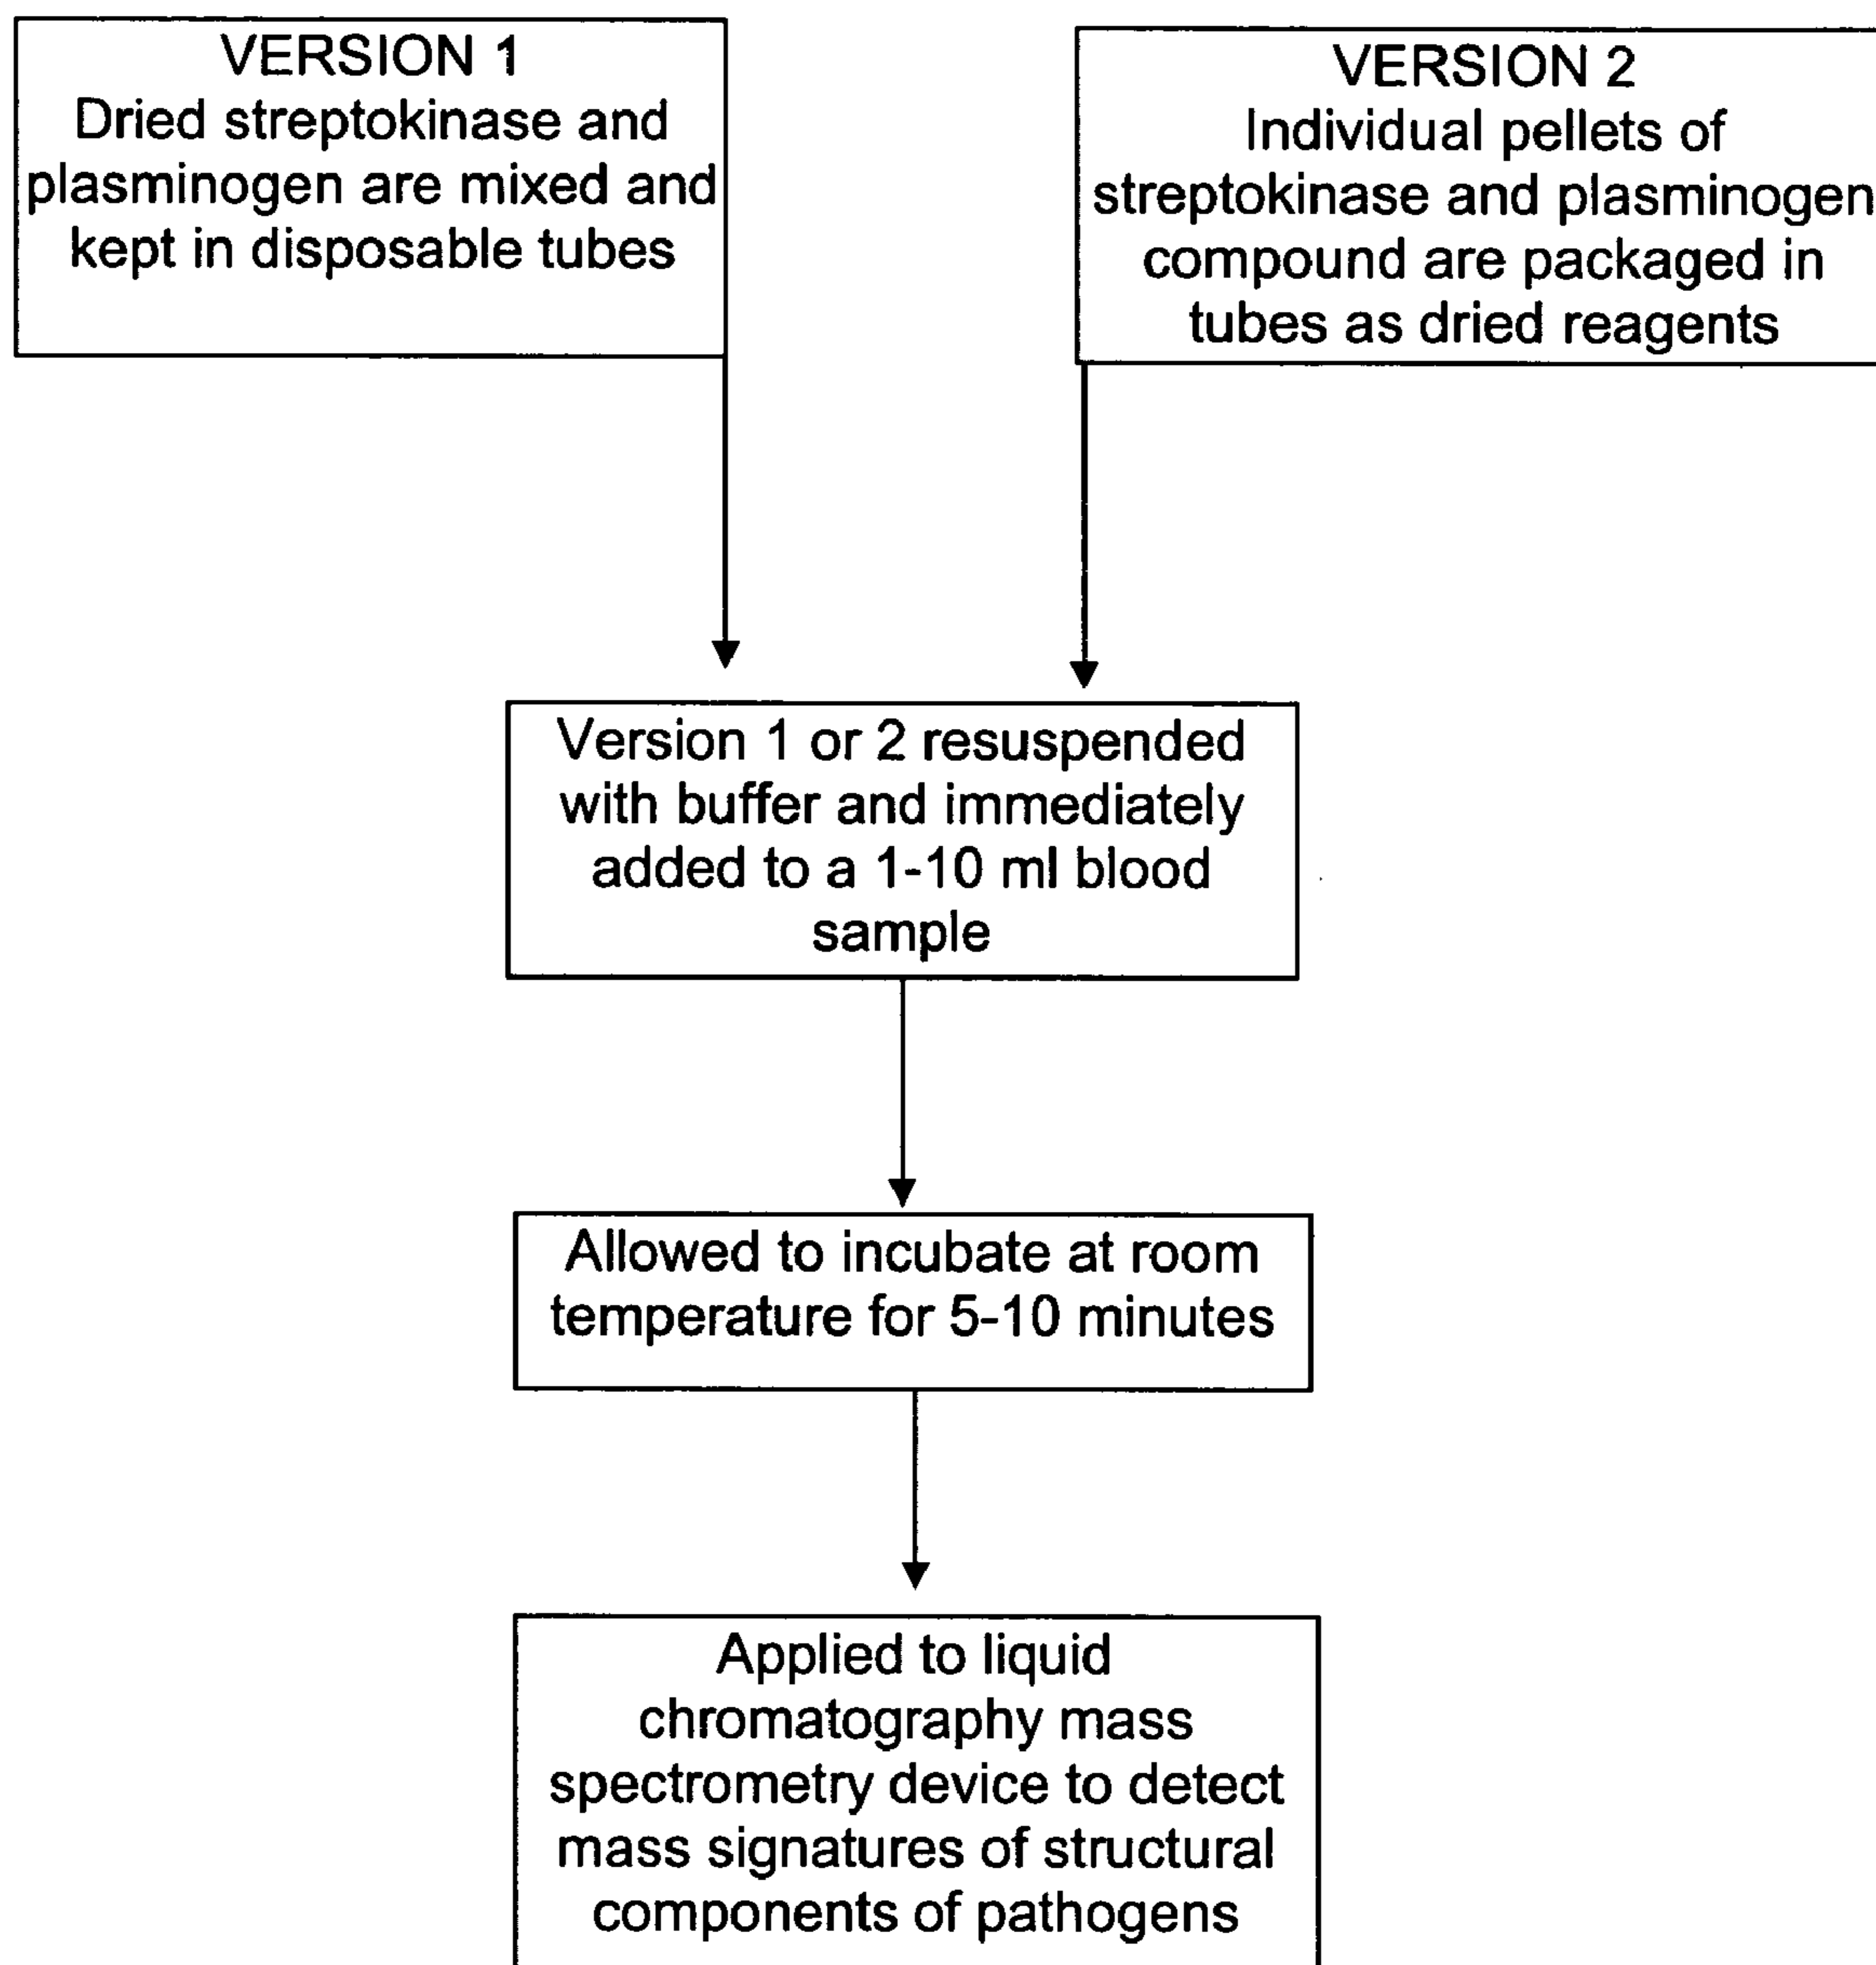 VERSION 1
Dried streptokinase and
plasminogen are mixed and
kept in disposable tubes
VERSION 2
Individual pellets of
streptokinase and plasminogen
compound are packaged in
tubes as dried reagents
Version 1 or 2 resuspended
with buffer and immediately
added to a 1-10 ml blood
sample
Allowed to incubate at room
temperature for 5-10 minutes
Applied to liquid
chromatography mass
spectrometry device to detect
mass signatures of structural
components of pathogens